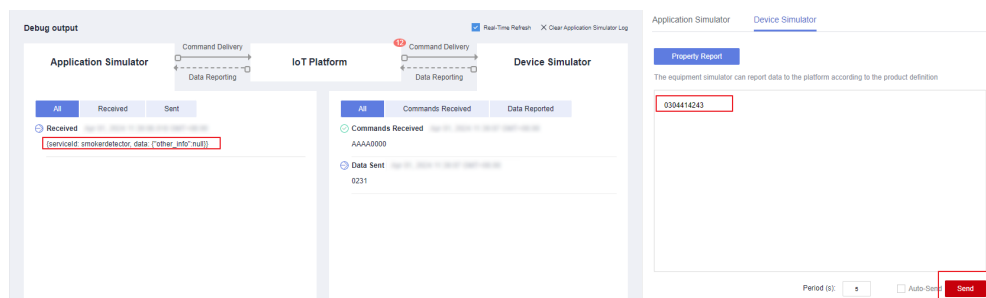 Debug output
Real-Time Refresh
Clear Application Simulator Log
Application Simulator
Command Delivery
Data Reporting
IoT Platform
12
Command Delivery
Data Reporting
Device Simulator
All
Received
Sent
Received
{serviceId: smokerdetector, data: {"other_info":null}}
All
Commands Received
Data Reported
Commands Received
AAAA0000
Data Sent
0231
Application Simulator
Device Simulator
Property Report
The equipment simulator can report data to the platform according to the product definition
0304414243
Period (s):
5
Auto-Send
Send